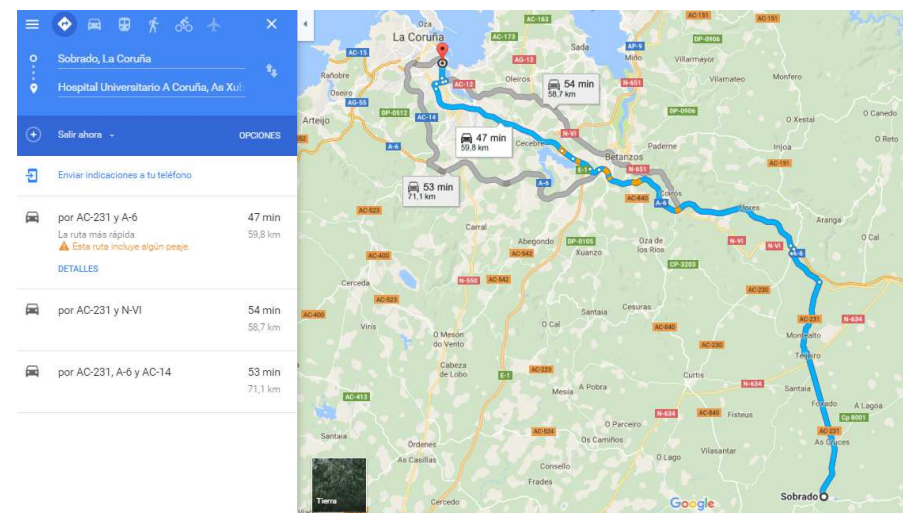 Sobrado, La Coruña
Hospital Universitario A Coruña, As Xub
Salir ahora
OPCIONES
Enviar indicaciones a tu teléfono
por AC-231 y A-6
47 min
La ruta más rápida
59,8 km
Esta ruta incluye algún peaje.
DETALLES
por AC-231 y N-VI
54 min
58,7 km
por AC-231, A-6 y AC-14
53 min
71,1 km
Oza
AC-163
AC-151
AC-151
La Coruña
AC-173
DP-0906
AC-15
Sada
AP-9
AG-13
Miño
Villarmayor
Rañobre
AC-12
Oleiros
54 min
58.7 km
N-651
Vilamateo
Monfero
Oseiro
AG-55
DP-0512
AC-14
DP-0906
O Xestal
O Canedo
Arteijo
N-VI
47 min
59,8 km
A-6
Cecebre
Paderne
Irijoa
O Reto
Betanzos
AC-151
E-1
N-651
53 min
71.1 km
A-6
AC-840
A-6
Coirós
AC-523
Flores
Aranga
Carral
Abegondo
DP-0105
Oza de
los Ríos
N-VI
N-VI
A-6
O Cal
AC-400
AC-542
Xuanzo
CP-3203
Cerceda
N-550
AC-542
AC-230
AC-523
Cesuras
AC-400
Viris
Santaia
AC-231
N-634
O Mesón
do Vento
O Cal
AC-840
Montealto
AC-230
Teijeiro
Cabeza
de Lobo
E-1
AC-223
Curtis
N-634
Santaia
Mesía
A Pobra
AC-413
Foxado
A Lagoa
N-634
AC-840
Fisteus
Cp 8001
O Parceiro
Santaia
AC-524
Os Camiños
AC-231
As Cruces
Órdenes
Vilasantar
As Casillas
O Lago
Consello
Frades
Tierra
Cercedo
Google
Sobrado